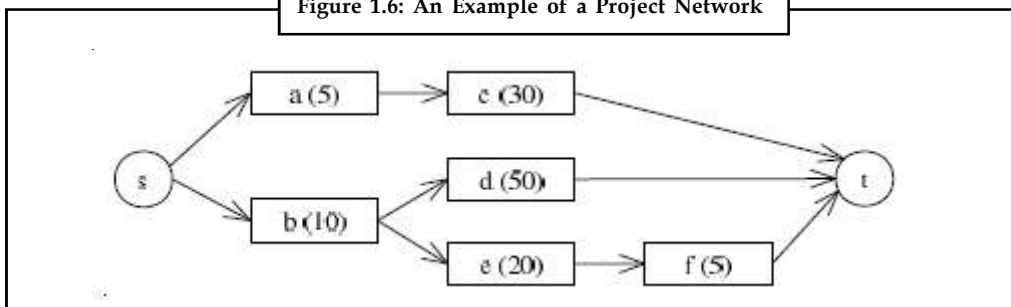 Figure 1.6: An Example of a Project Network
a (5)
c (30)
s
d (50)
t
b (10)
e (20)
f (5)